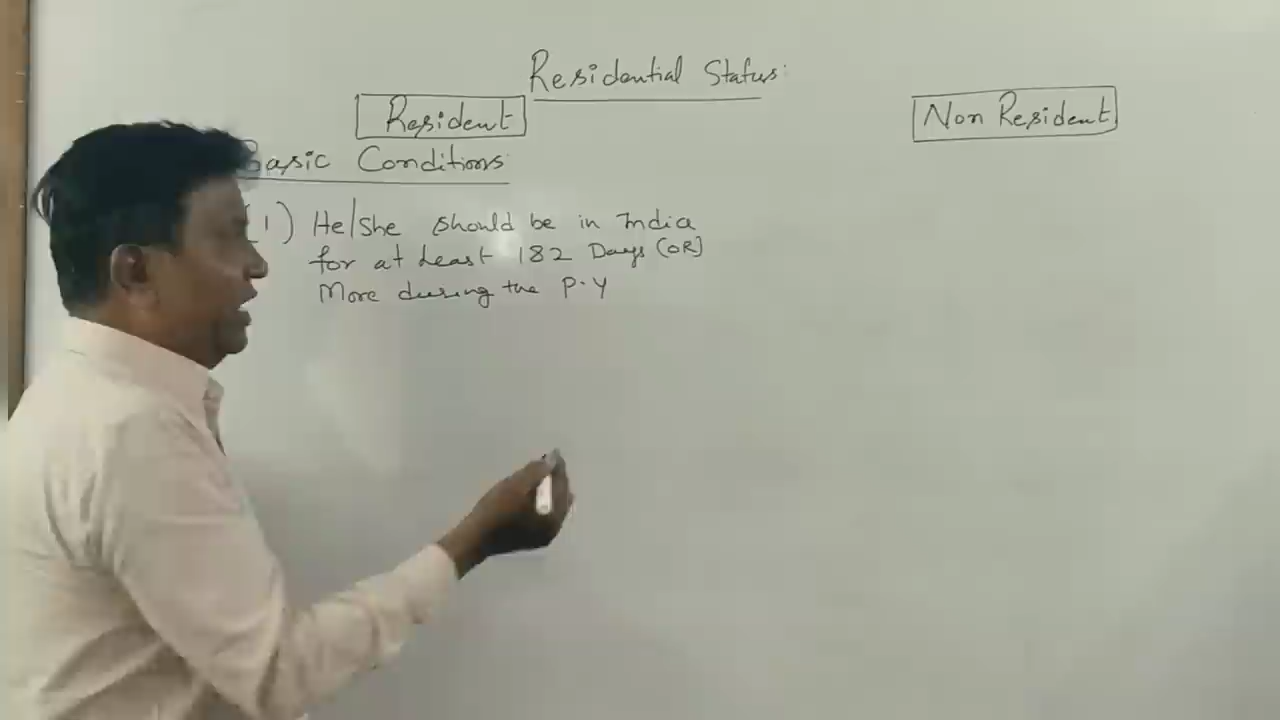 Residential Status:
Resident
Non Resident
Basic Conditions
(1) He/She should be in India
for at Least 182 Days (OR)
More during the P.Y